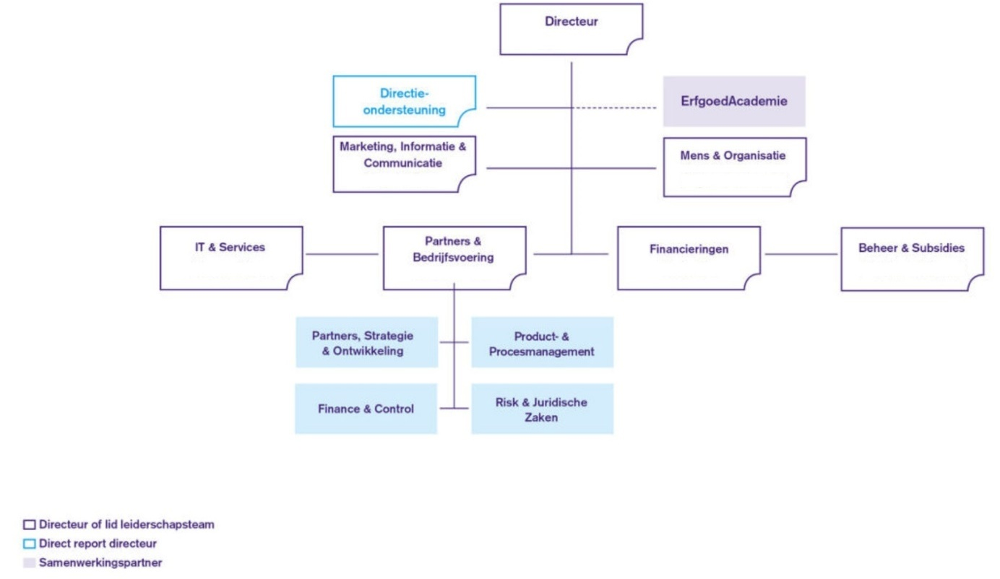 Directeur
Directie-
ondersteuning
ErfgoedAcademie
Marketing, Informatie &
Communicatie
Mens & Organisatie
IT & Services
Partners &
Bedrijfsvoering
Financieringen
Beheer & Subsidies
Partners, Strategie
& Ontwikkeling
Product- &
Procesmanagement
Finance & Control
Risk & Juridische
Zaken
Directeur of lid leiderschapsteam
Direct report directeur
Samenwerkingspartner